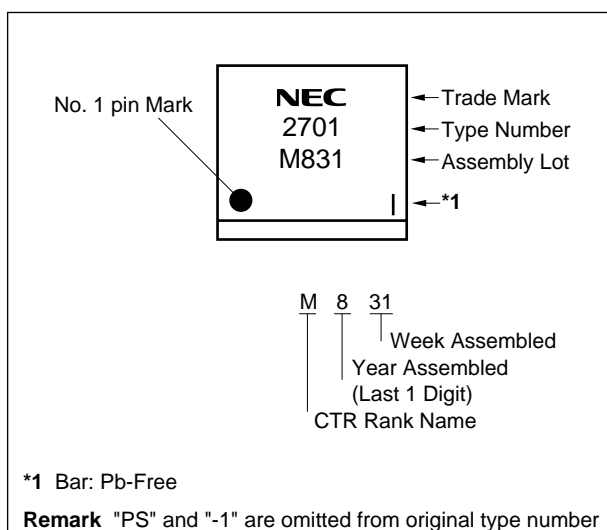 No. 1 pin Mark
NEC
2701
M831
Trade Mark
Type Number
Assembly Lot
*1
M 8 31
Week Assembled
Year Assembled
(Last 1 Digit)
CTR Rank Name
*1 Bar: Pb-Free
Remark "PS" and "-1" are omitted from original type number